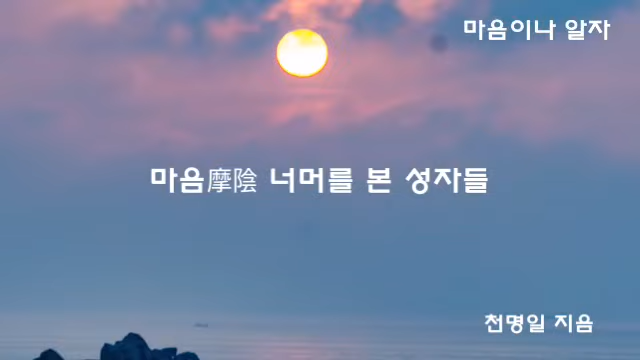 마음이나 알자
마음摩陰 너머를 본 성자들
천명일 지음